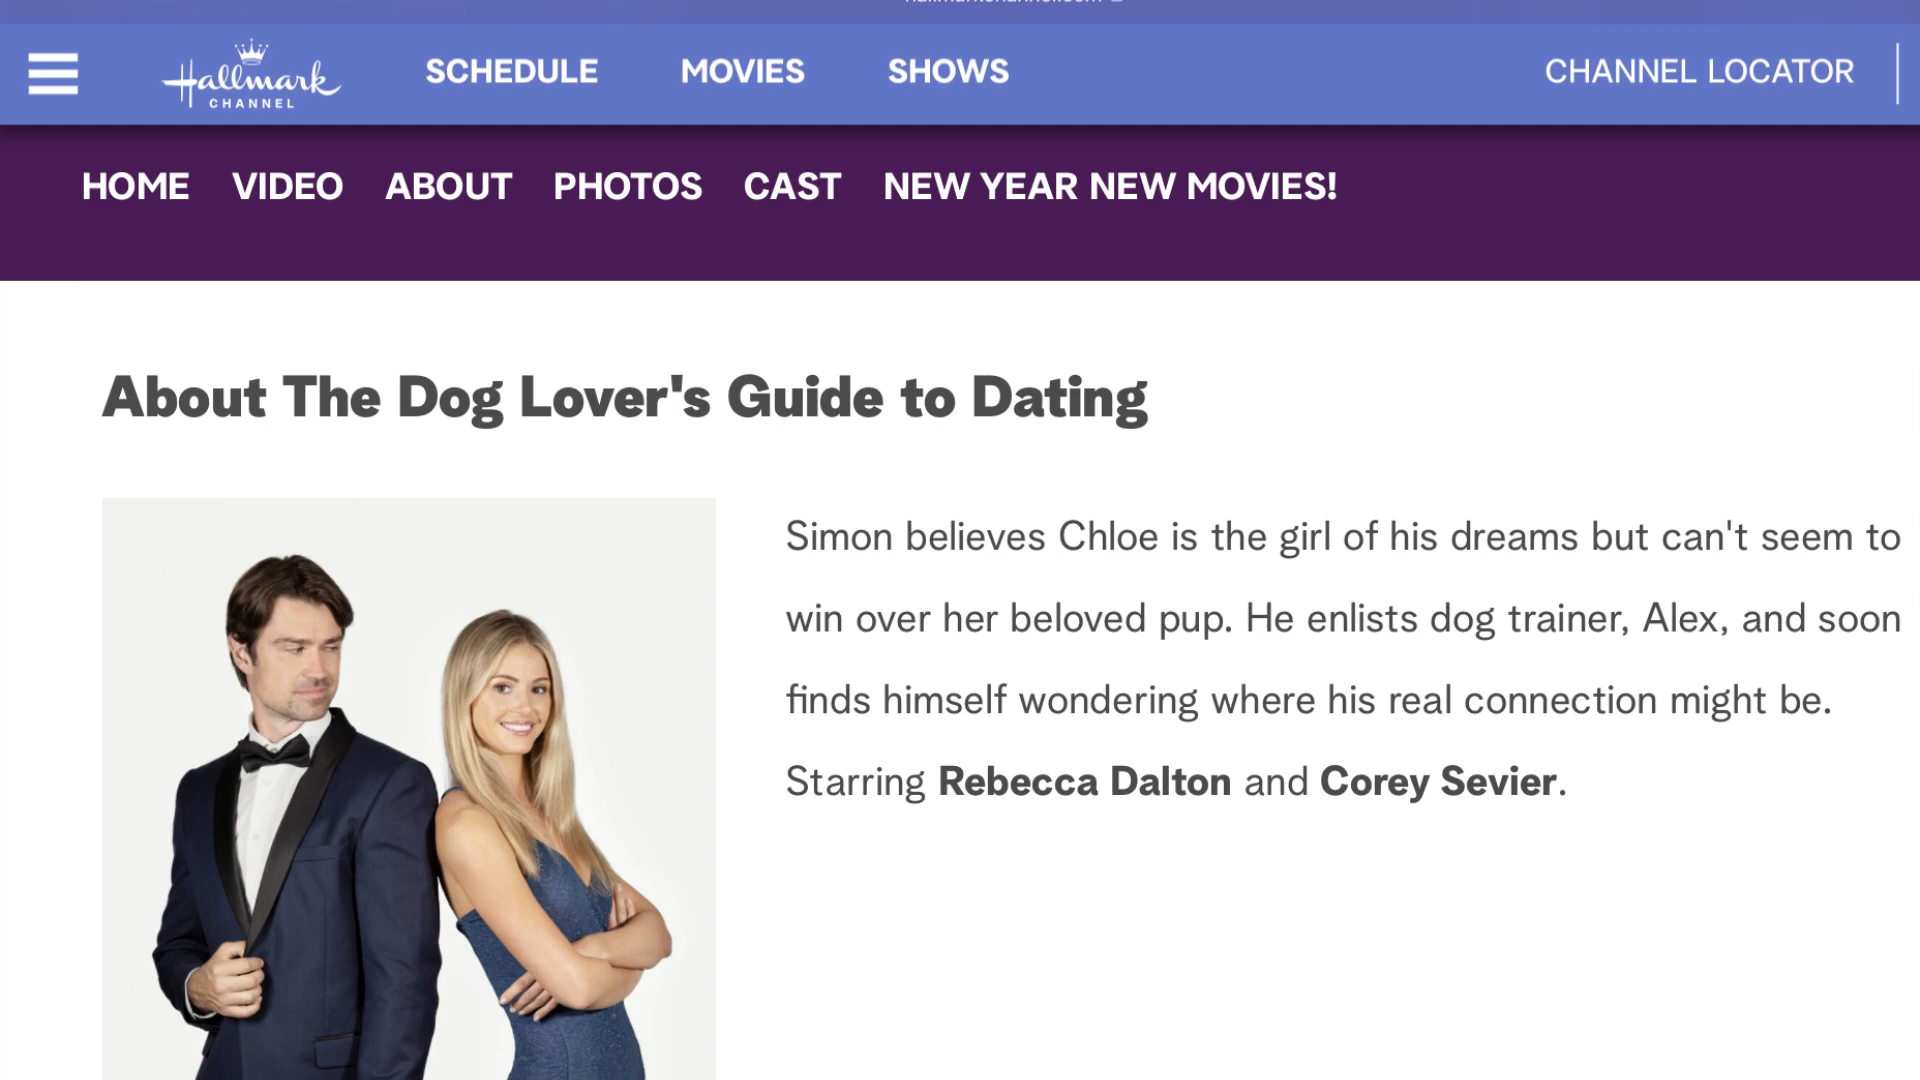 Hallmark
CHANNEL
SCHEDULE MOVIES SHOWS CHANNEL LOCATOR
HOME VIDEO ABOUT PHOTOS CAST NEW YEAR NEW MOVIES!
About The Dog Lover's Guide to Dating
Simon believes Chloe is the girl of his dreams but can't seem to
win over her beloved pup. He enlists dog trainer, Alex, and soon
finds himself wondering where his real connection might be.
Starring Rebecca Dalton and Corey Sevier.